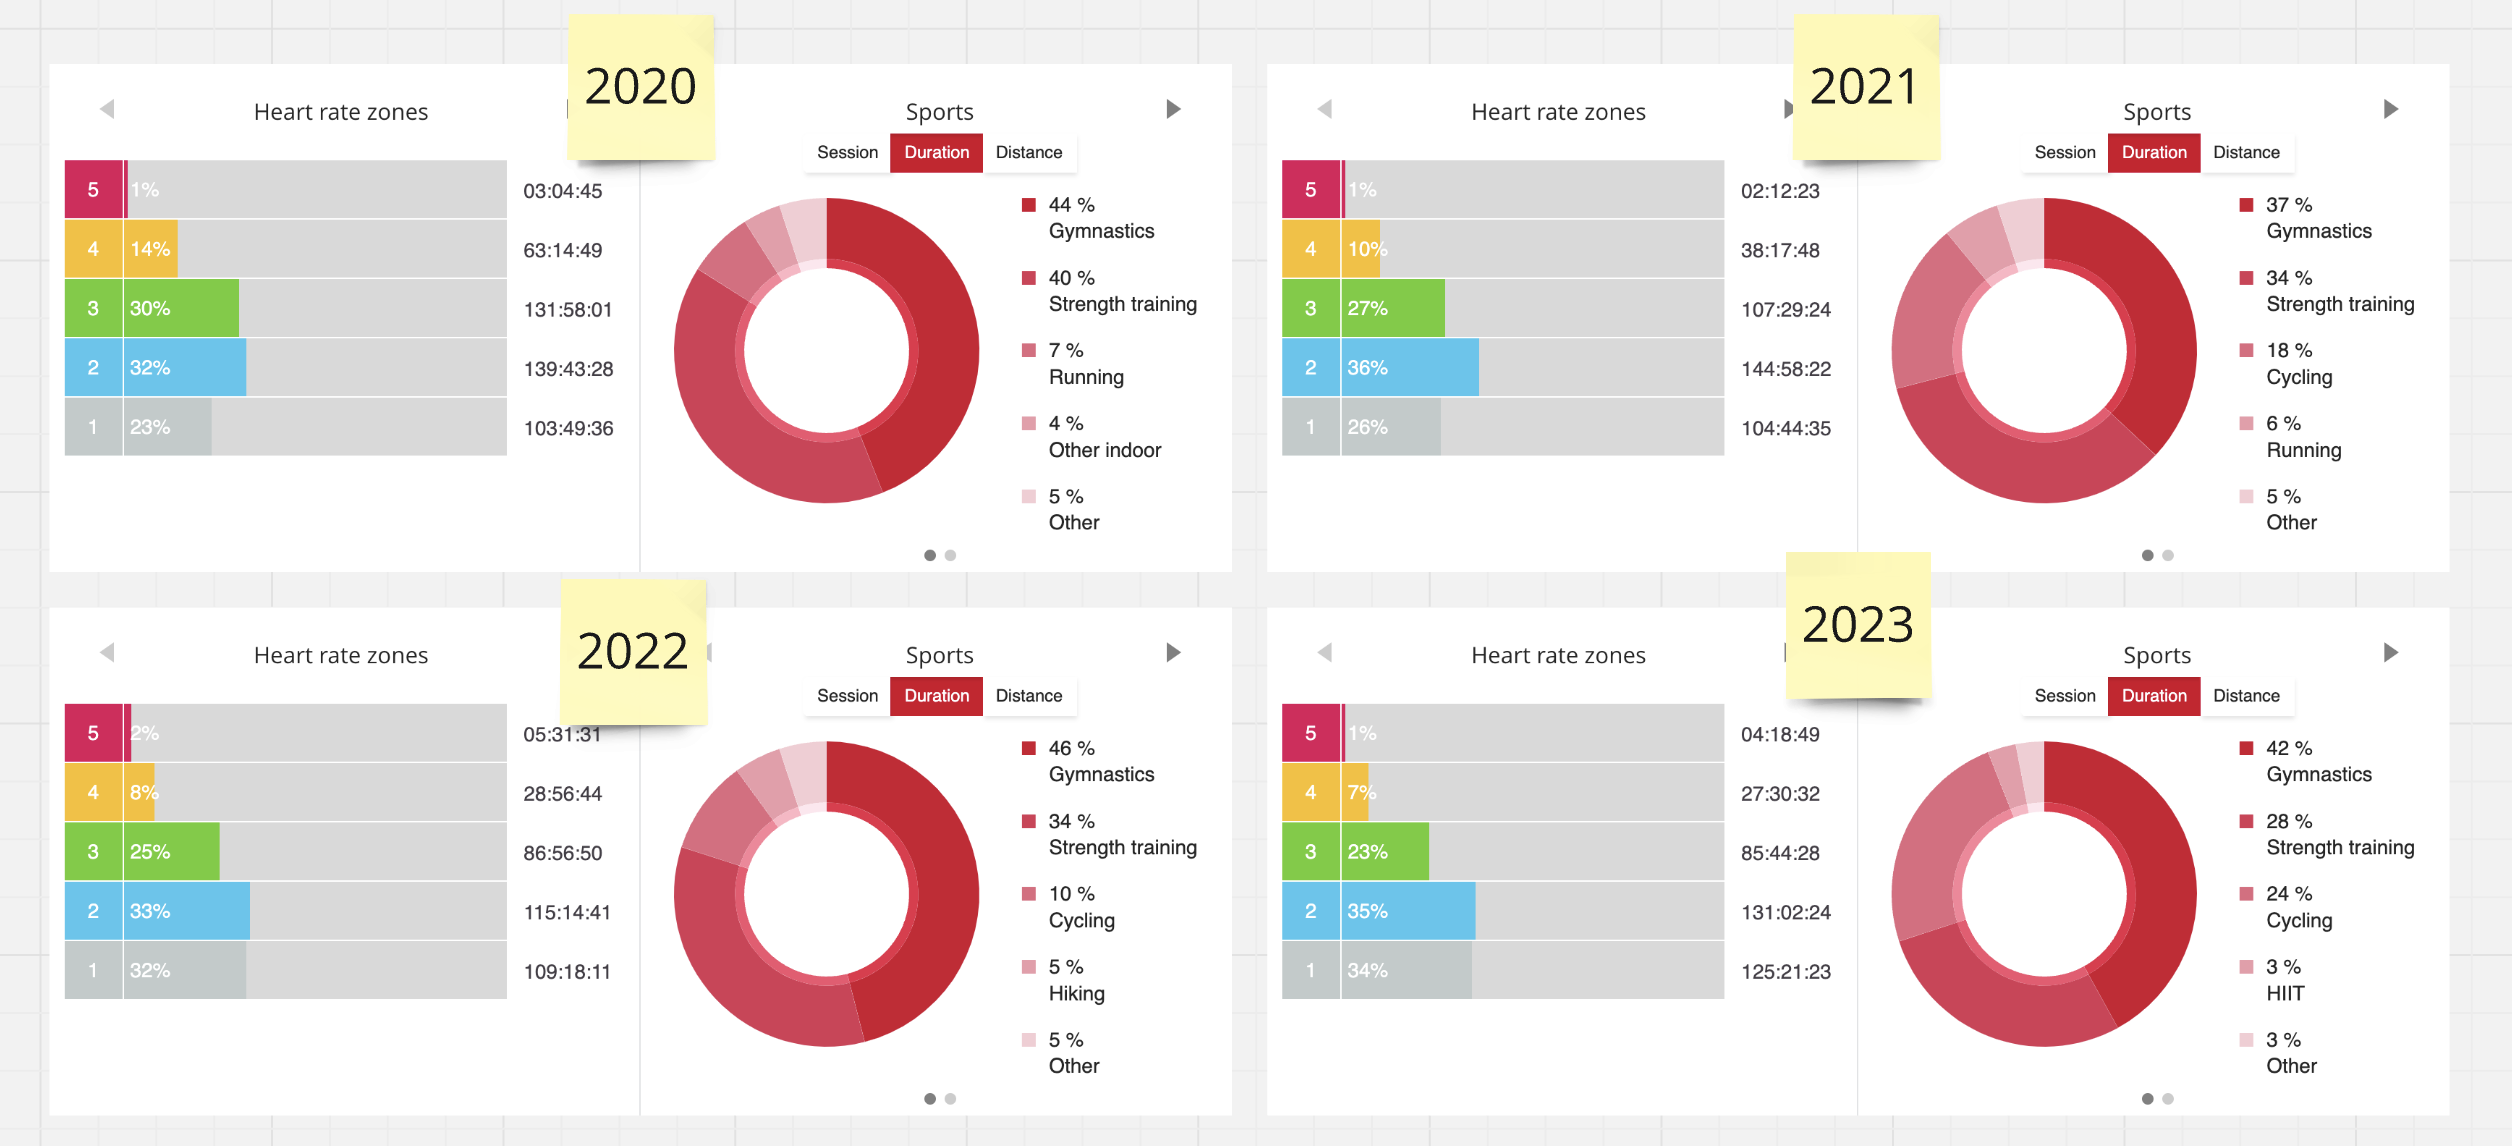 2020
Heart rate zones
5 1% 03:04:45
4 14% 63:14:49
3 30% 131:58:01
2 32% 139:43:28
1 23% 103:49:36
Sports
Session Duration Distance
44 %
Gymnastics
40 %
Strength training
7 %
Running
4 %
Other indoor
5 %
Other
2021
Heart rate zones
5 1% 02:12:23
4 10% 38:17:48
3 27% 107:29:24
2 36% 144:58:22
1 26% 104:44:35
Sports
Session Duration Distance
37 %
Gymnastics
34 %
Strength training
18 %
Cycling
6 %
Running
5 %
Other
2022
Heart rate zones
5 2% 05:31:31
4 8% 28:56:44
3 25% 86:56:50
2 33% 115:14:41
1 32% 109:18:11
Sports
Session Duration Distance
46 %
Gymnastics
34 %
Strength training
10 %
Cycling
5 %
Hiking
5 %
Other
2023
Heart rate zones
5 1% 04:18:49
4 7% 27:30:32
3 23% 85:44:28
2 35% 131:02:24
1 34% 125:21:23
Sports
Session Duration Distance
42 %
Gymnastics
28 %
Strength training
24 %
Cycling
3 %
HIIT
3 %
Other